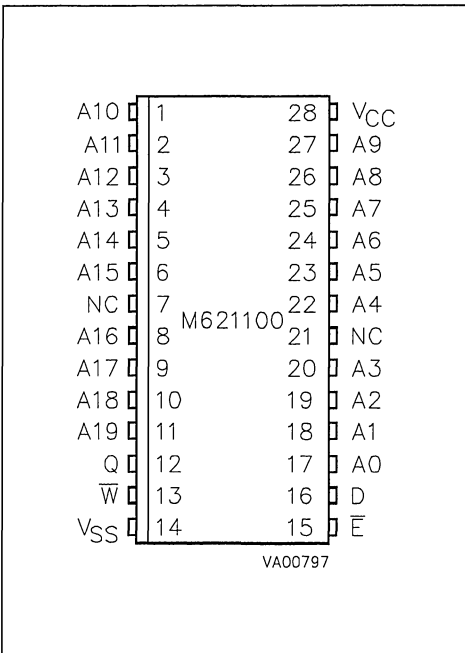 A10 1 28 VCC
A11 2 27 A9
A12 3 26 A8
A13 4 25 A7
A14 5 24 A6
A15 6 23 A5
NC 7 22 A4
M621100
A16 8 21 NC
A17 9 20 A3
A18 10 19 A2
A19 11 18 A1
Q 12 17 A0
W̅ 13 16 D
VSS 14 15 E̅
VA00797